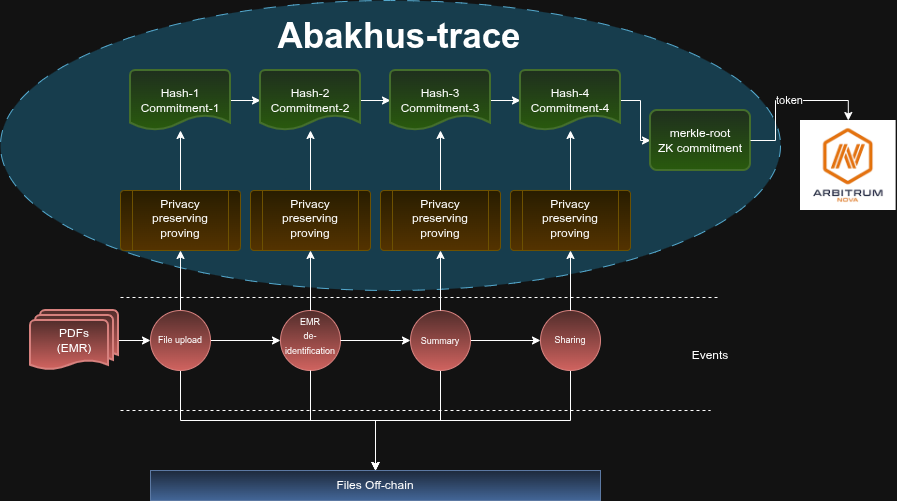 Abakhus-trace
Hash-1
Commitment-1
Hash-2
Commitment-2
Hash-3
Commitment-3
Hash-4
Commitment-4
merkle-root
ZK commitment
token
ARBITRUM
NOVA
Privacy
preserving
proving
Privacy
preserving
proving
Privacy
preserving
proving
Privacy
preserving
proving
PDFs
(EMR)
File upload
EMR
de-
identification
Summary
Sharing
Events
Files Off-chain